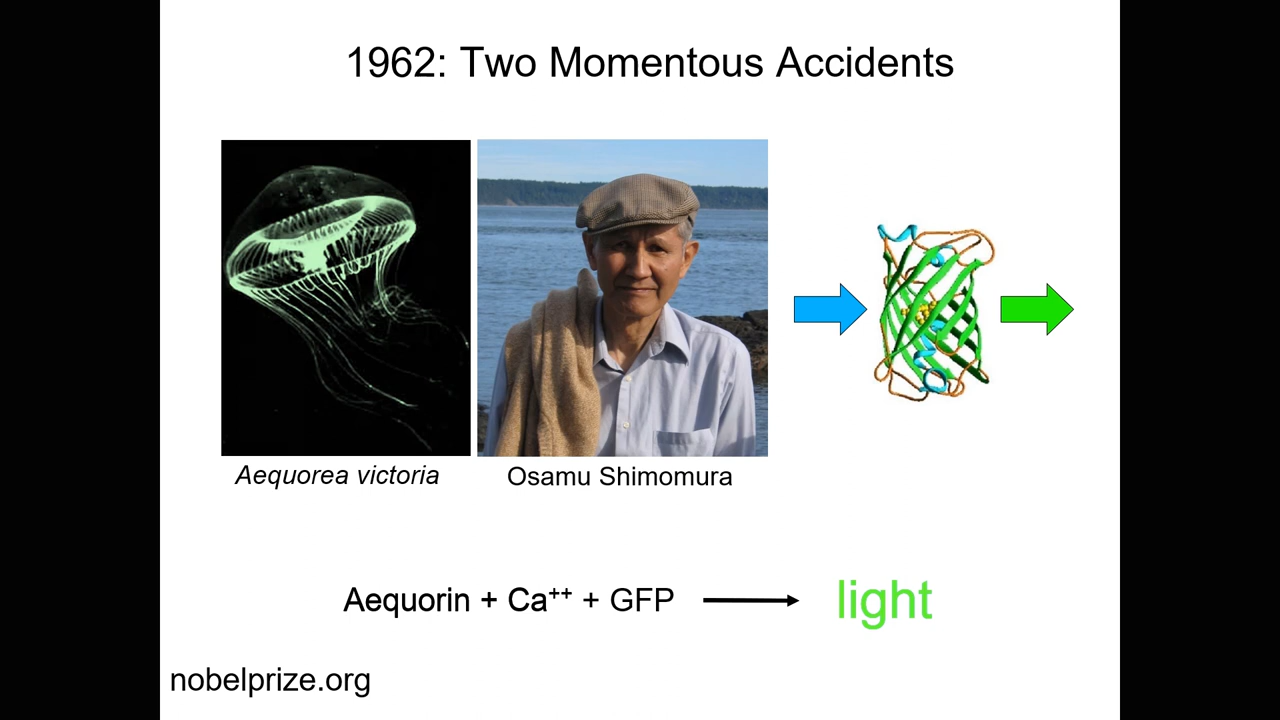 1962: Two Momentous Accidents
Aequorea victoria
Osamu Shimomura
Aequorin + Ca⁺⁺ + GFP → light
nobelprize.org